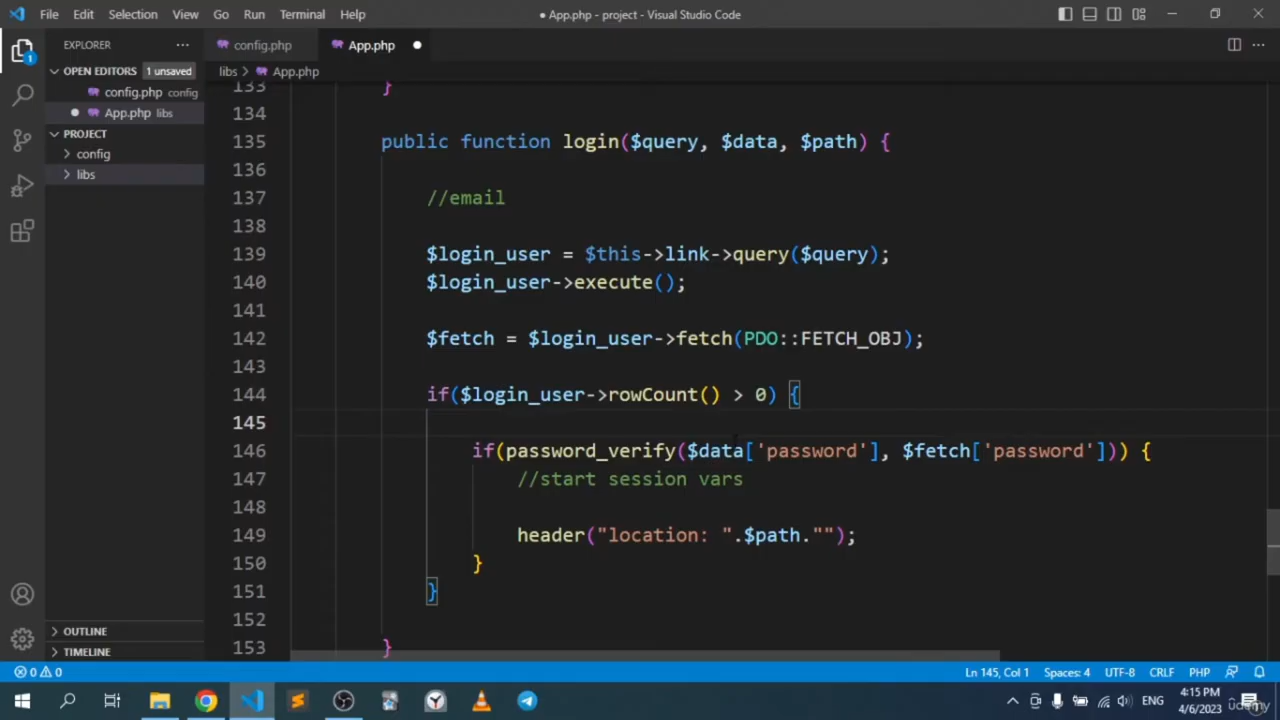 File Edit Selection View Go Run Terminal Help
● App.php - project - Visual Studio Code
EXPLORER ...
config.php
App.php ●
OPEN EDITORS 1 unsaved
config.php config
● App.php libs
PROJECT
config
libs
OUTLINE
TIMELINE
1
libs > App.php
133 }
134
135 public function login($query, $data, $path) {
136
137 //email
138
139 $login_user = $this->link->query($query);
140 $login_user->execute();
141
142 $fetch = $login_user->fetch(PDO::FETCH_OBJ);
143
144 if($login_user->rowCount() > 0) {
145
146 if(password_verify($data['password'], $fetch['password'])) {
147 //start session vars
148
149 header("location: ".$path."");
150 }
151 }
152
153 }
0 0
Ln 145, Col 1 Spaces: 4 UTF-8 CRLF PHP
ENG
4:15 PM
4/6/2023
udemy